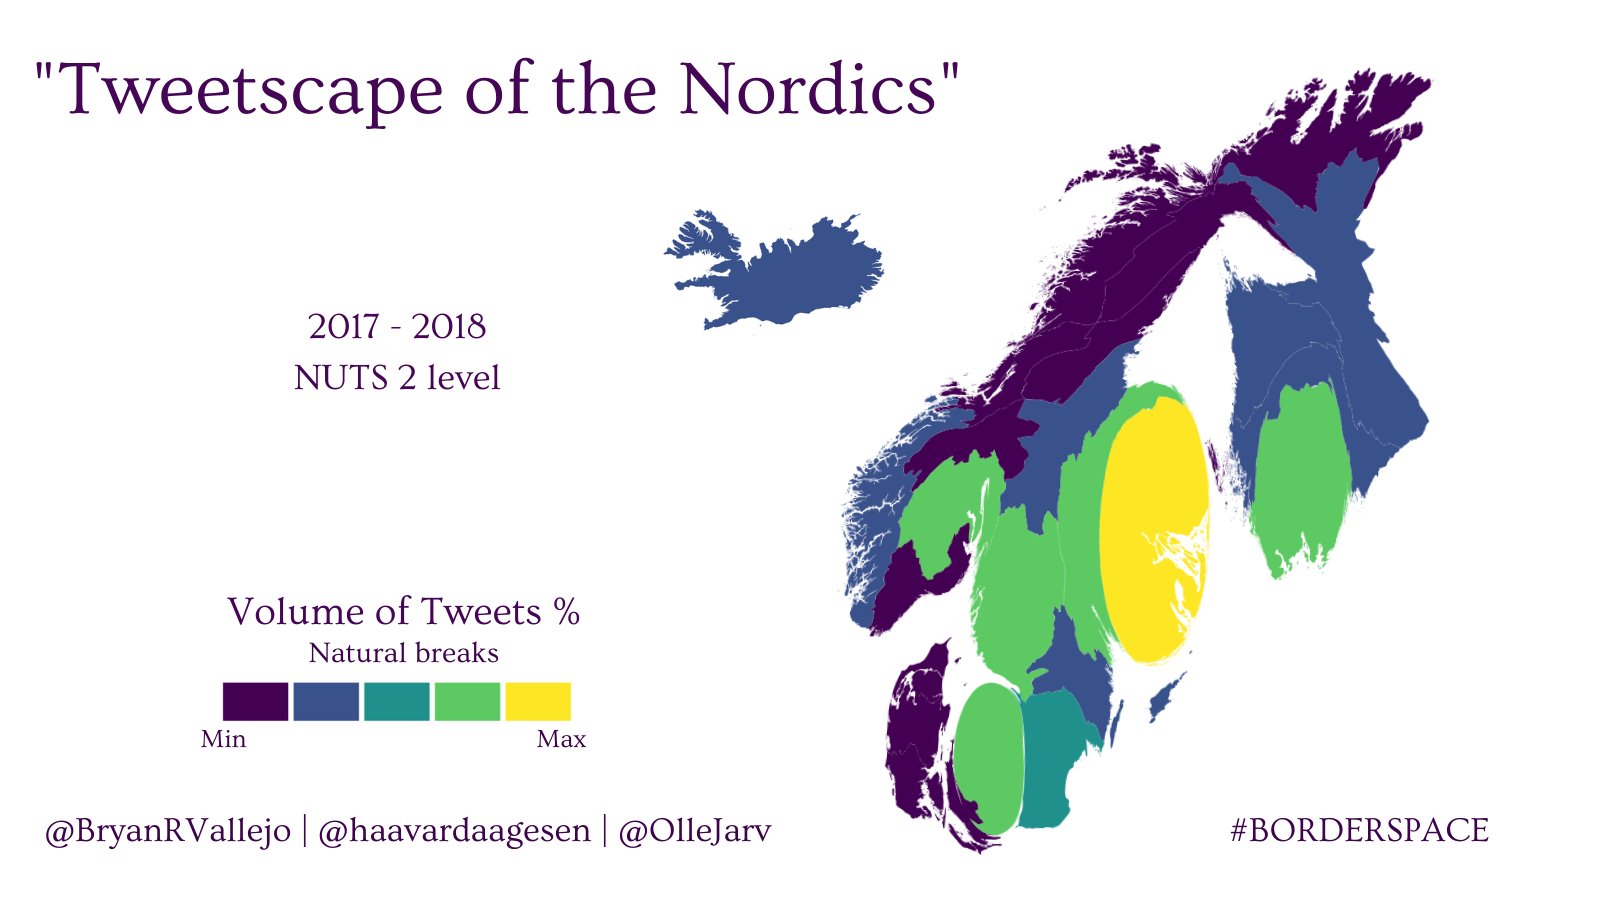 "Tweetscape of the Nordics"
2017 - 2018
NUTS 2 level
Volume of Tweets %
Natural breaks
Min
Max
@BryanRVallejo | @haavardaagesen | @OlleJarv
#BORDERSPACE